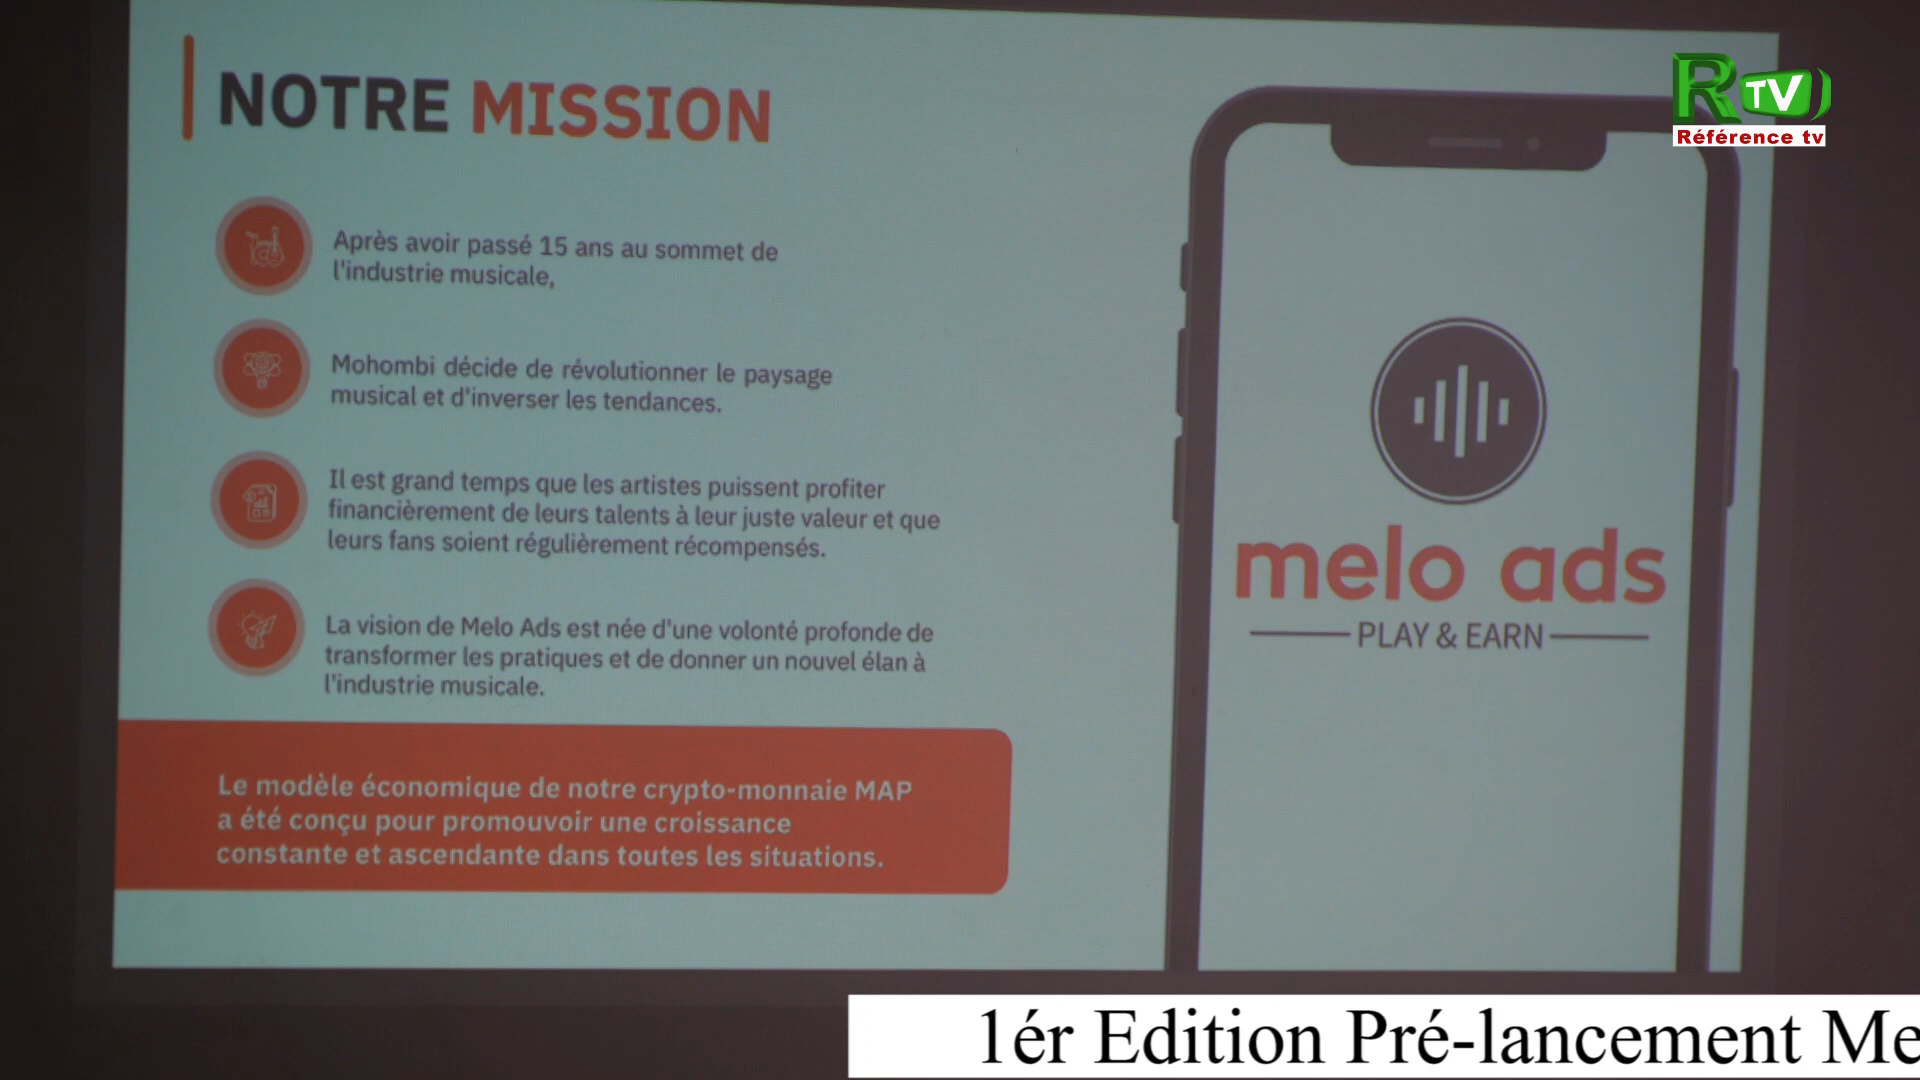 NOTRE MISSION
Après avoir passé 15 ans au sommet de
l'industrie musicale,
Mohombi décide de révolutionner le paysage
musical et d'inverser les tendances.
Il est grand temps que les artistes puissent profiter
financièrement de leurs talents à leur juste valeur et que
leurs fans soient régulièrement récompensés.
La vision de Melo Ads est née d'une volonté profonde de
transformer les pratiques et de donner un nouvel élan à
l'industrie musicale.
Le modèle économique de notre crypto-monnaie MAP
a été conçu pour promouvoir une croissance
constante et ascendante dans toutes les situations.
melo ads
PLAY & EARN
R TV
Référence tv
1ér Edition Pré-lancement Me